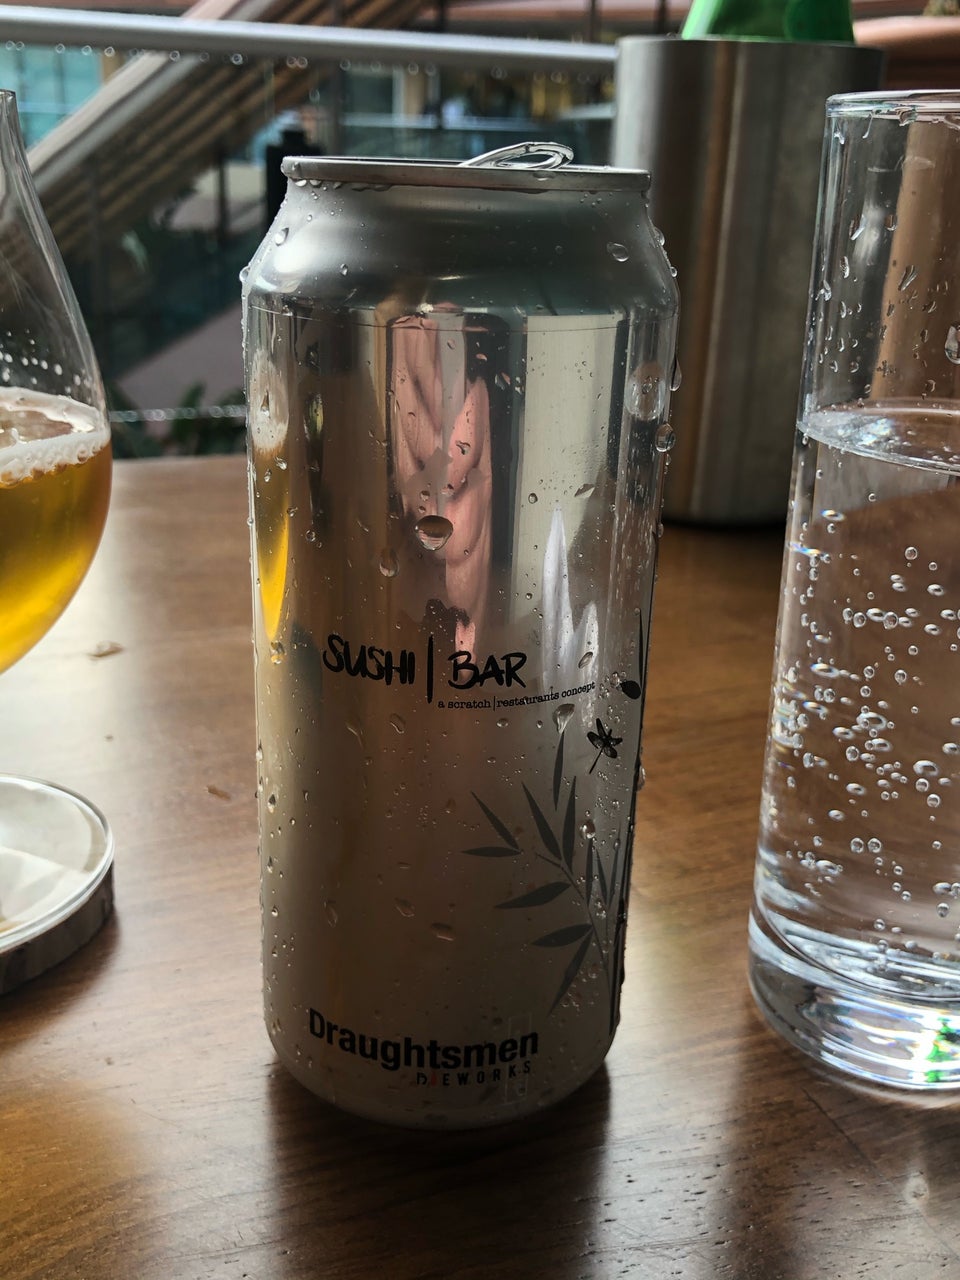 SUSHI | BAR
a scratch|restaurants concept
Draughtsmen